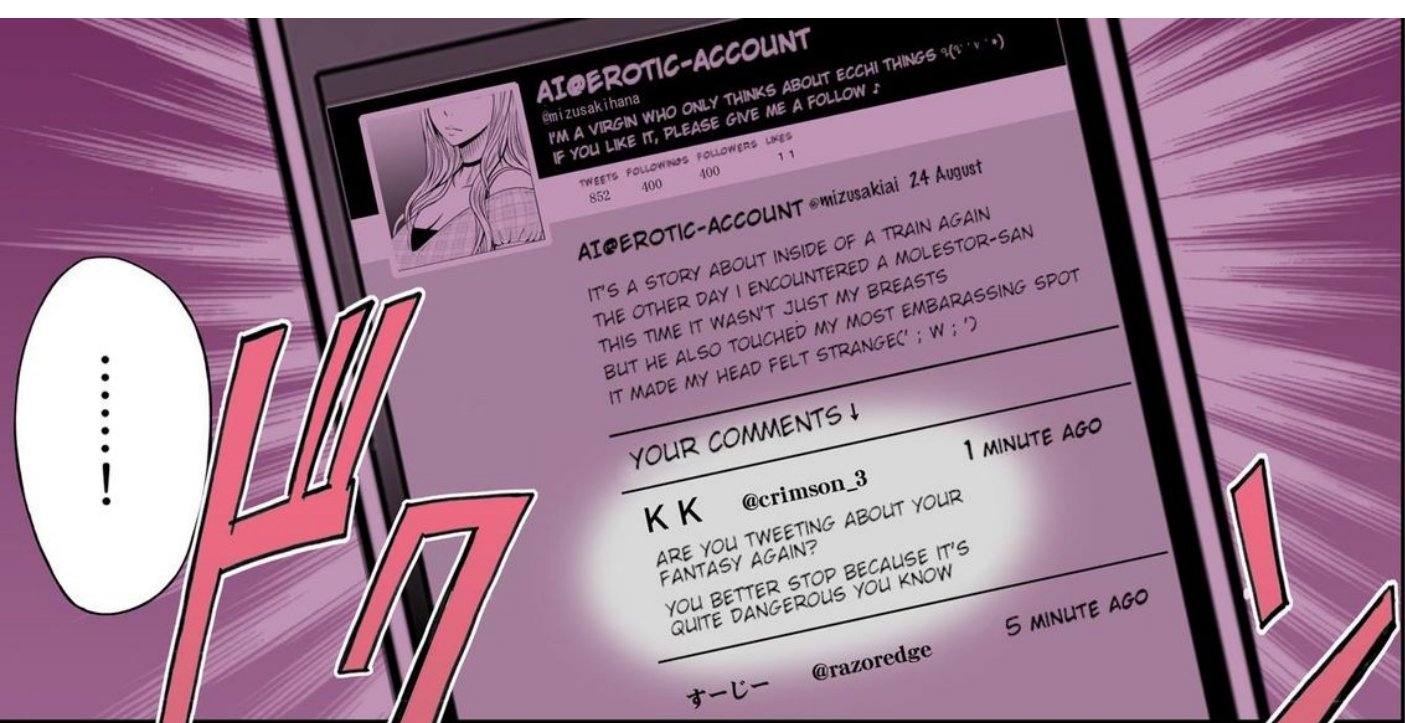 AI@EROTIC-ACCOUNT
@mizusakihana
I'M A VIRGIN WHO ONLY THINKS ABOUT ECCHI THINGS
IF YOU LIKE IT, PLEASE GIVE ME A FOLLOW ♪
TWEETS FOLLOWINGS FOLLOWERS LIKES
852 400 400 11
AI@EROTIC-ACCOUNT @mizusakiai 24 August
IT'S A STORY ABOUT INSIDE OF A TRAIN AGAIN
THE OTHER DAY I ENCOUNTERED A MOLESTOR-SAN
THIS TIME IT WASN'T JUST MY BREASTS
BUT HE ALSO TOUCHED MY MOST EMBARASSING SPOT
IT MADE MY HEAD FELT STRANGE(' ; W ; ')
YOUR COMMENTS ↓
KK @crimson_3 1 MINUTE AGO
ARE YOU TWEETING ABOUT YOUR
FANTASY AGAIN?
YOU BETTER STOP BECAUSE IT'S
QUITE DANGEROUS YOU KNOW
すーじー @razoredge 5 MINUTE AGO
………!
ドクン